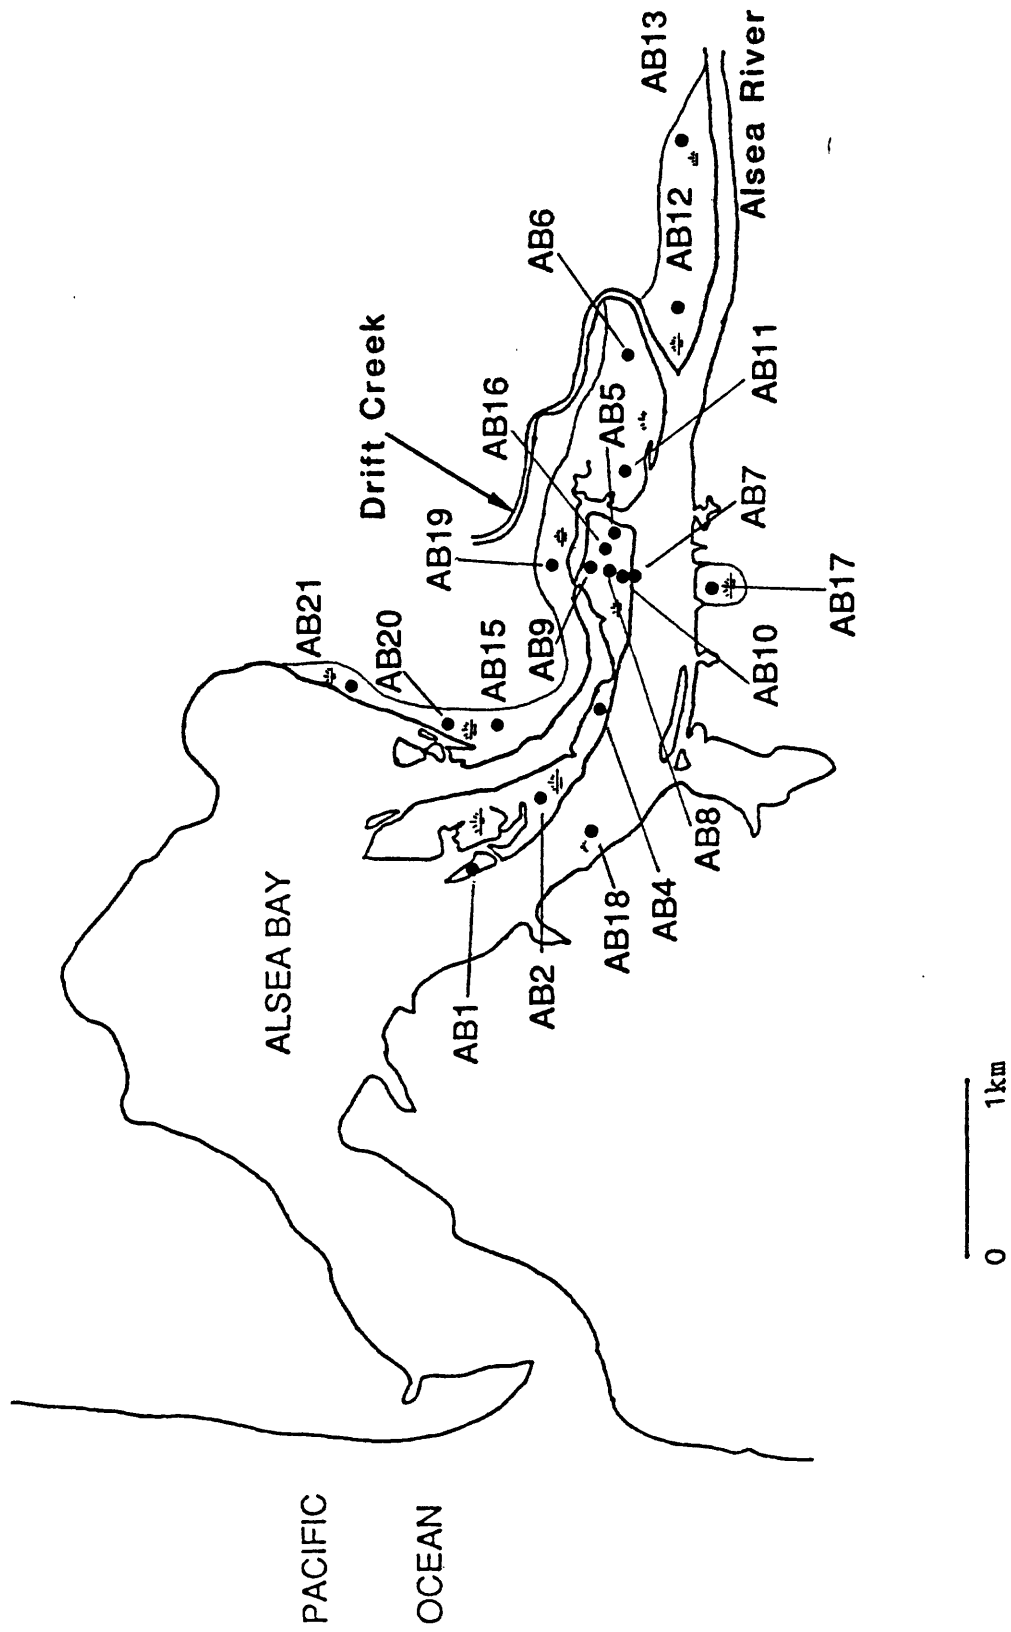 PACIFIC
OCEAN
ALSEA BAY
AB21
AB20
AB15
AB19
Drift Creek
AB16
AB6
AB13
AB12
Alsea River
AB5
AB11
AB9
AB7
AB17
AB10
AB8
AB4
AB18
AB2
AB1
0
1km